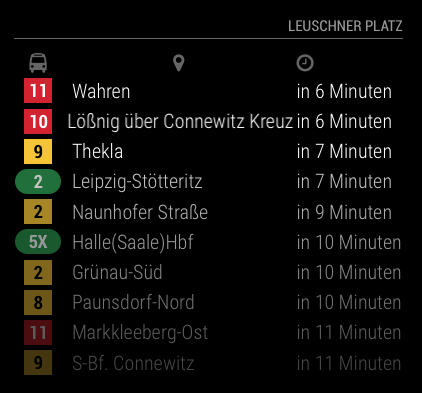 LEUSCHNER PLATZ
11 Wahren in 6 Minuten
10 Lößnig über Connewitz Kreuz in 6 Minuten
9 Thekla in 7 Minuten
2 Leipzig-Stötteritz in 7 Minuten
2 Naunhofer Straße in 9 Minuten
5X Halle(Saale)Hbf in 10 Minuten
2 Grünau-Süd in 10 Minuten
8 Paunsdorf-Nord in 10 Minuten
11 Markkleeberg-Ost in 11 Minuten
9 S-Bf. Connewitz in 11 Minuten